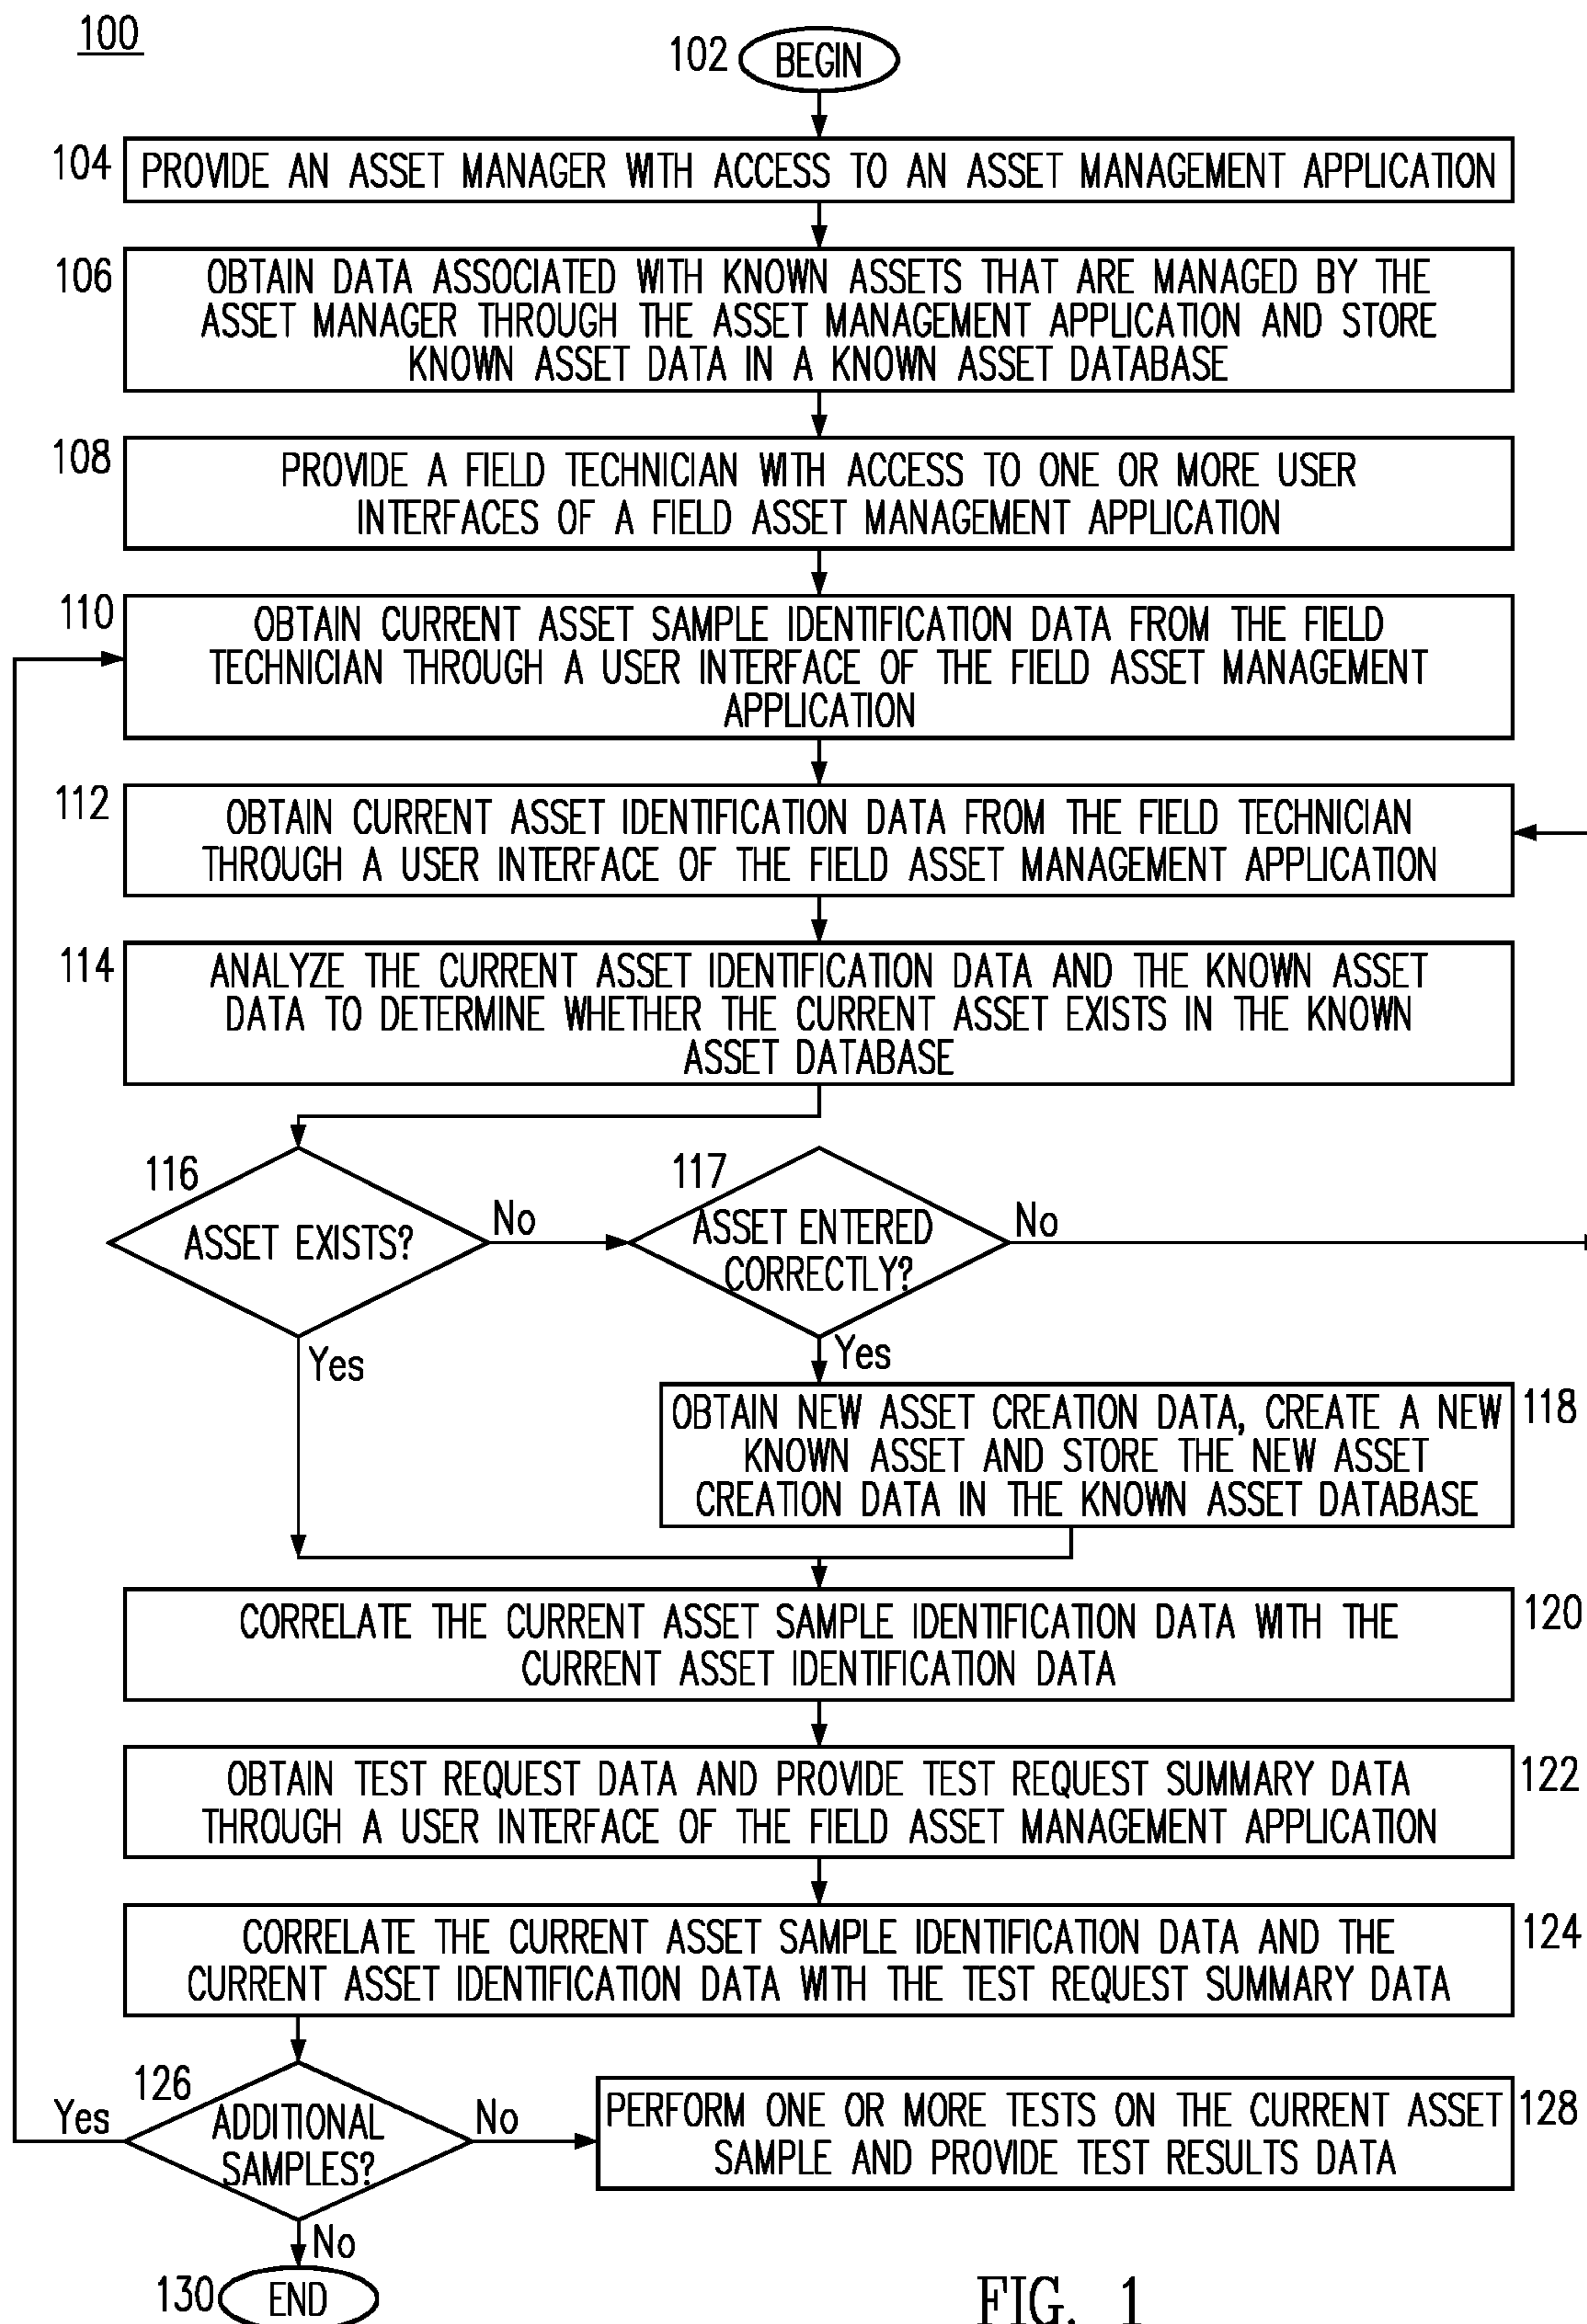 100
102 BEGIN
104 PROVIDE AN ASSET MANAGER WITH ACCESS TO AN ASSET MANAGEMENT APPLICATION
106 OBTAIN DATA ASSOCIATED WITH KNOWN ASSETS THAT ARE MANAGED BY THE
ASSET MANAGER THROUGH THE ASSET MANAGEMENT APPLICATION AND STORE
KNOWN ASSET DATA IN A KNOWN ASSET DATABASE
108 PROVIDE A FIELD TECHNICIAN WITH ACCESS TO ONE OR MORE USER
INTERFACES OF A FIELD ASSET MANAGEMENT APPLICATION
110 OBTAIN CURRENT ASSET SAMPLE IDENTIFICATION DATA FROM THE FIELD
TECHNICIAN THROUGH A USER INTERFACE OF THE FIELD ASSET MANAGEMENT
APPLICATION
112 OBTAIN CURRENT ASSET IDENTIFICATION DATA FROM THE FIELD TECHNICIAN
THROUGH A USER INTERFACE OF THE FIELD ASSET MANAGEMENT APPLICATION
114 ANALYZE THE CURRENT ASSET IDENTIFICATION DATA AND THE KNOWN ASSET
DATA TO DETERMINE WHETHER THE CURRENT ASSET EXISTS IN THE KNOWN
ASSET DATABASE
116
ASSET EXISTS?
No
Yes
117
ASSET ENTERED
CORRECTLY?
No
Yes
OBTAIN NEW ASSET CREATION DATA, CREATE A NEW 118
KNOWN ASSET AND STORE THE NEW ASSET
CREATION DATA IN THE KNOWN ASSET DATABASE
CORRELATE THE CURRENT ASSET SAMPLE IDENTIFICATION DATA WITH THE 120
CURRENT ASSET IDENTIFICATION DATA
OBTAIN TEST REQUEST DATA AND PROVIDE TEST REQUEST SUMMARY DATA 122
THROUGH A USER INTERFACE OF THE FIELD ASSET MANAGEMENT APPLICATION
CORRELATE THE CURRENT ASSET SAMPLE IDENTIFICATION DATA AND THE 124
CURRENT ASSET IDENTIFICATION DATA WITH THE TEST REQUEST SUMMARY DATA
126
Yes
ADDITIONAL
SAMPLES?
No
PERFORM ONE OR MORE TESTS ON THE CURRENT ASSET 128
SAMPLE AND PROVIDE TEST RESULTS DATA
No
130 END
FIG. 1